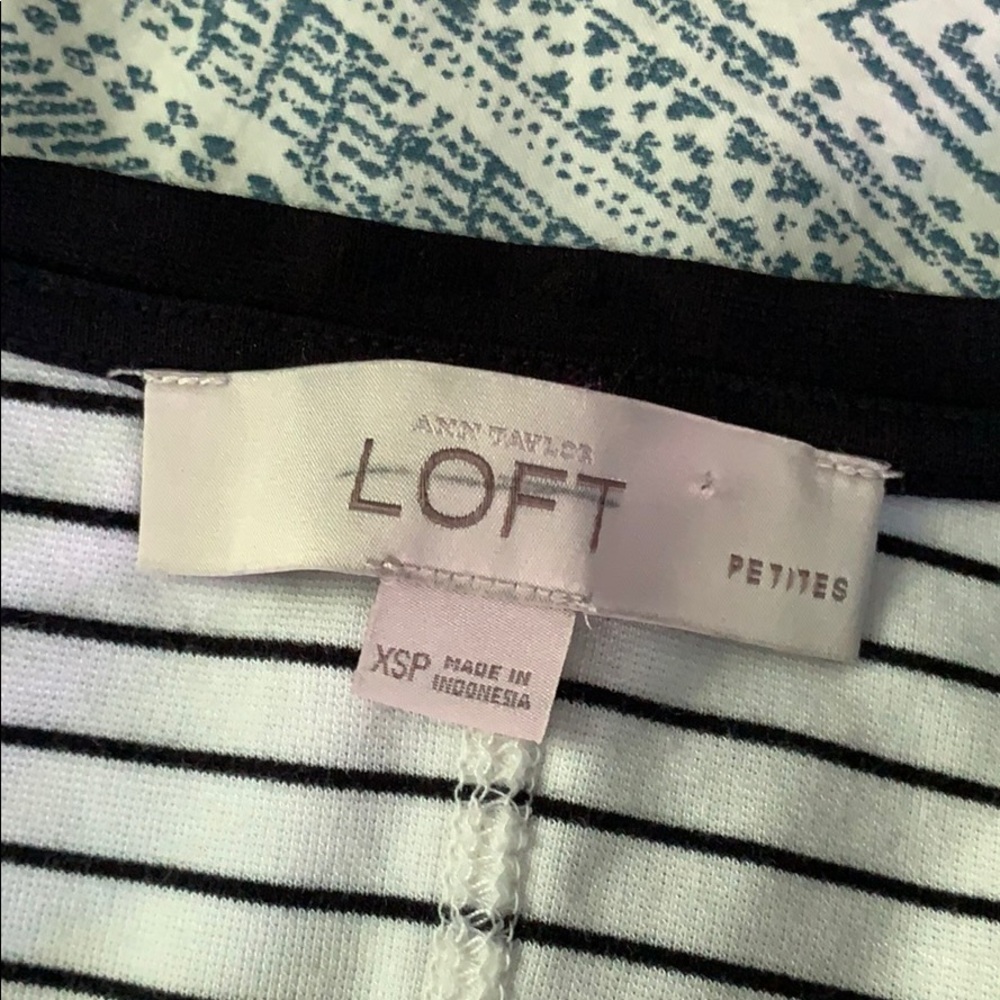 ANN TAYLOR
LOFT
PETITES
XSP MADE IN
INDONESIA